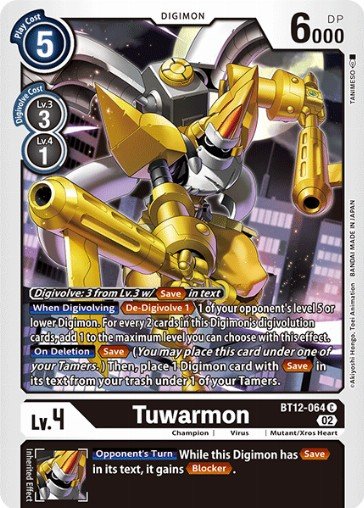 Play Cost
5
DIGIMON
6000
DP
Digivolve Cost
Lv.3
3
Lv.4
1
TANIMESO
Digivolve: 3 from Lv.3 w/ Save in text
When Digivolving De-Digivolve 1 1 of your opponent's level 5 or
lower Digimon. For every 2 cards in this Digimon's digivolution
cards, add 1 to the maximum level you can choose with this effect.
On Deletion Save (You may place this card under one of
your Tamers.) Then, place 1 Digimon card with Save in
its text from your trash under 1 of your Tamers.
©Akiyoshi Hongo, Toei Animation BANDAI MADE IN JAPAN
Lv.4
Tuwarmon
BT12-064 C
02
Champion | Virus | Mutant/Xros Heart
Inherited Effect
Opponent's Turn While this Digimon has Save
in its text, it gains Blocker.